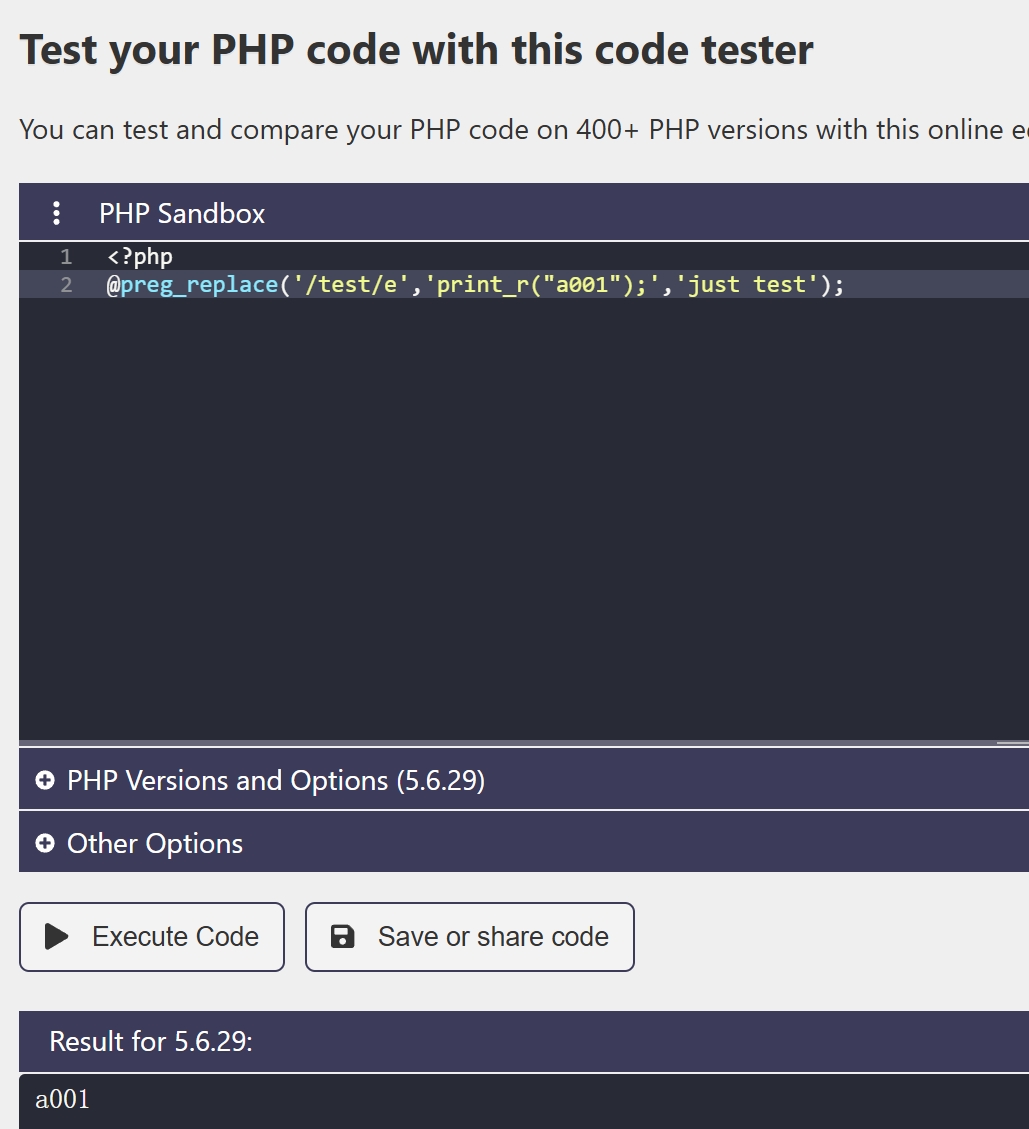 Test your PHP code with this code tester
You can test and compare your PHP code on 400+ PHP versions with this online
PHP Sandbox
1 <?php
2 @preg_replace('/test/e','print_r("a001");','just test');
PHP Versions and Options (5.6.29)
Other Options
Execute Code
Save or share code
Result for 5.6.29:
a001